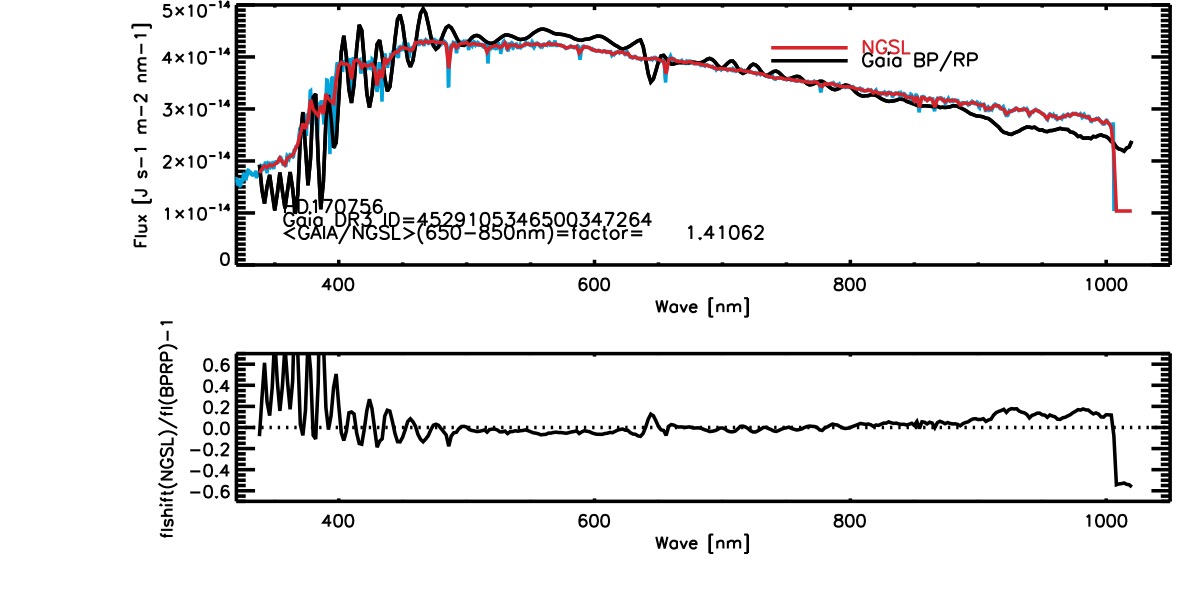 5×10⁻¹⁴
4×10⁻¹⁴
3×10⁻¹⁴
2×10⁻¹⁴
1×10⁻¹⁴
0
Flux [J s−1 m−2 nm−1]
NGSL
Gaia BP/RP
HD170756
Gaia DR3 ID=4529105346500347264
<GAIA/NGSL>(650−850nm)=factor= 1.41062
400 600 800 1000
Wave [nm]
0.6
0.4
0.2
0.0
−0.2
−0.4
−0.6
flshift(NGSL)/fl(BPRP)−1
400 600 800 1000
Wave [nm]